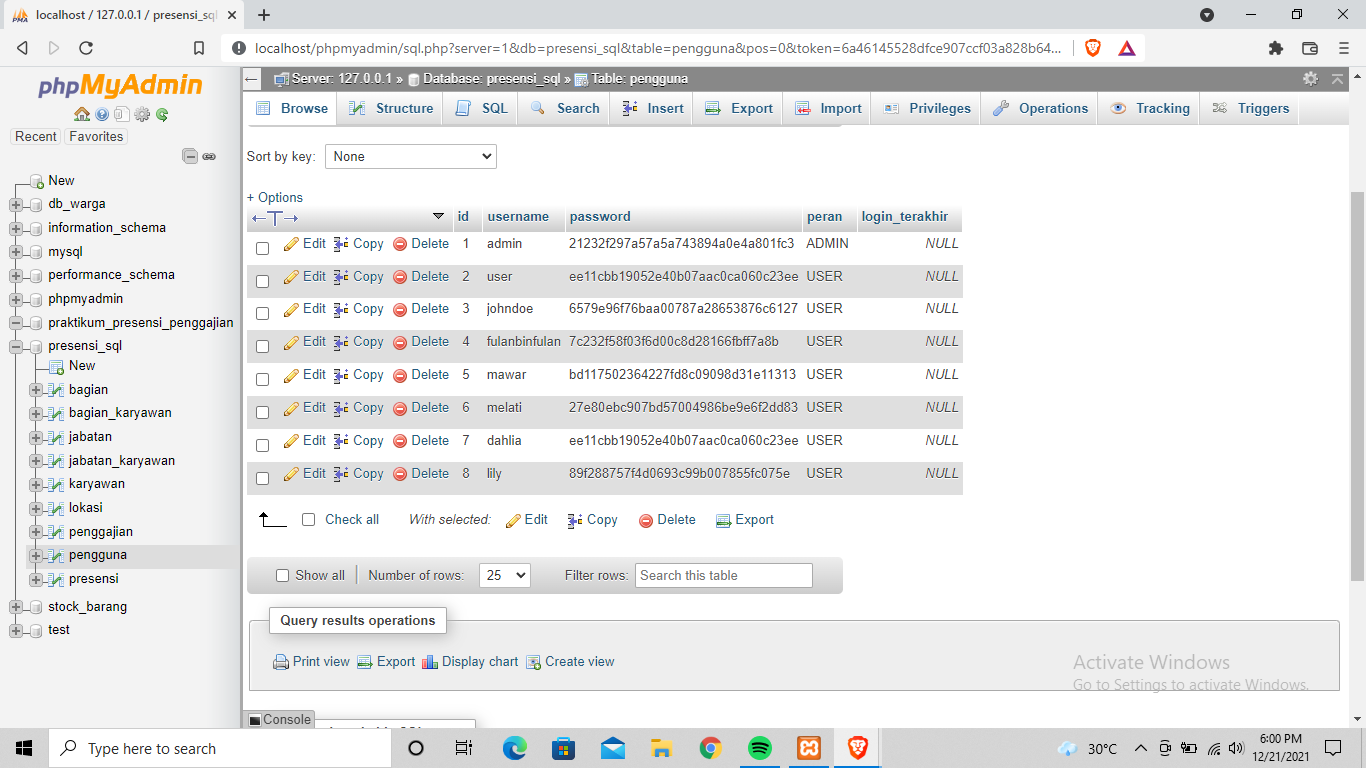 localhost / 127.0.0.1 / presensi_sql
localhost/phpmyadmin/sql.php?server=1&db=presensi_sql&table=pengguna&pos=0&token=6a46145528dfce907ccf03a828b64...
phpMyAdmin
Recent Favorites
New
db_warga
information_schema
mysql
performance_schema
phpmyadmin
praktikum_presensi_penggajian
presensi_sql
New
bagian
bagian_karyawan
jabatan
jabatan_karyawan
karyawan
lokasi
penggajian
pengguna
presensi
stock_barang
test
Server: 127.0.0.1 » Database: presensi_sql » Table: pengguna
Browse Structure SQL Search Insert Export Import Privileges Operations Tracking Triggers
Sort by key: None
+ Options
id username password peran login_terakhir
Edit Copy Delete 1 admin 21232f297a57a5a743894a0e4a801fc3 ADMIN NULL
Edit Copy Delete 2 user ee11cbb19052e40b07aac0ca060c23ee USER NULL
Edit Copy Delete 3 johndoe 6579e96f76baa00787a28653876c6127 USER NULL
Edit Copy Delete 4 fulanbinfulan 7c232f58f03f6d00c8d28166fbff7a8b USER NULL
Edit Copy Delete 5 mawar bd117502364227fd8c09098d31e11313 USER NULL
Edit Copy Delete 6 melati 27e80ebc907bd57004986be9e6f2dd83 USER NULL
Edit Copy Delete 7 dahlia ee11cbb19052e40b07aac0ca060c23ee USER NULL
Edit Copy Delete 8 lily 89f288757f4d0693c99b007855fc075e USER NULL
Check all With selected: Edit Copy Delete Export
Show all Number of rows: 25 Filter rows: Search this table
Query results operations
Print view Export Display chart Create view
Activate Windows
Go to Settings to activate Windows.
Console
Type here to search
30°C
6:00 PM
12/21/2021